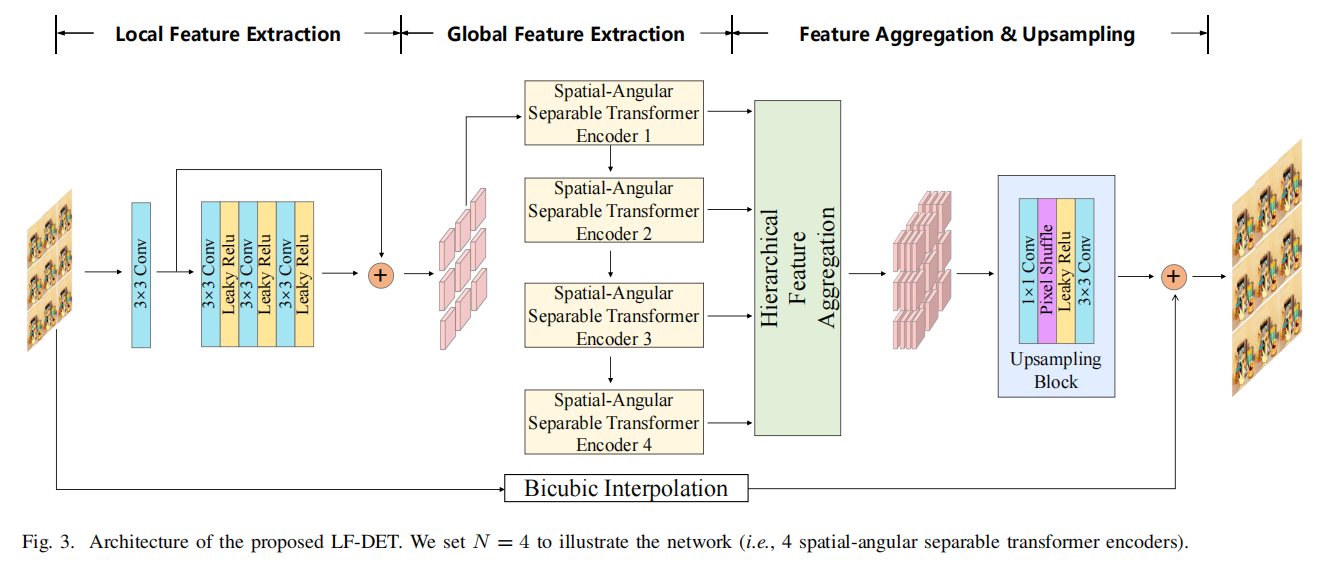 Local Feature Extraction
Global Feature Extraction
Feature Aggregation & Upsampling
3×3 Conv
3×3 Conv
Leaky Relu
3×3 Conv
Leaky Relu
3×3 Conv
Leaky Relu
+
Spatial-Angular
Separable Transformer
Encoder 1
Spatial-Angular
Separable Transformer
Encoder 2
Spatial-Angular
Separable Transformer
Encoder 3
Spatial-Angular
Separable Transformer
Encoder 4
Hierarchical
Feature
Aggregation
1×1 Conv
Pixel Shuffle
Leaky Relu
3×3 Conv
Upsampling
Block
+
Bicubic Interpolation
Fig. 3. Architecture of the proposed LF-DET. We set N = 4 to illustrate the network (i.e., 4 spatial-angular separable transformer encoders).